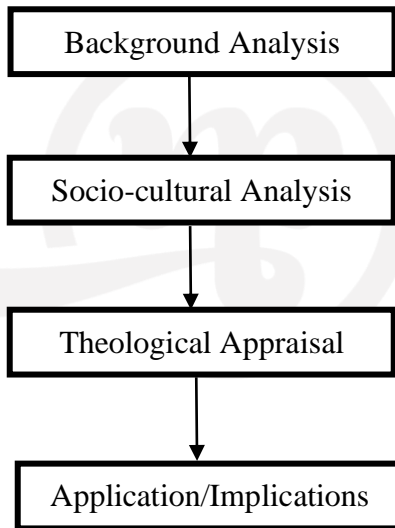 Background Analysis
Socio-cultural Analysis
Theological Appraisal
Application/Implications